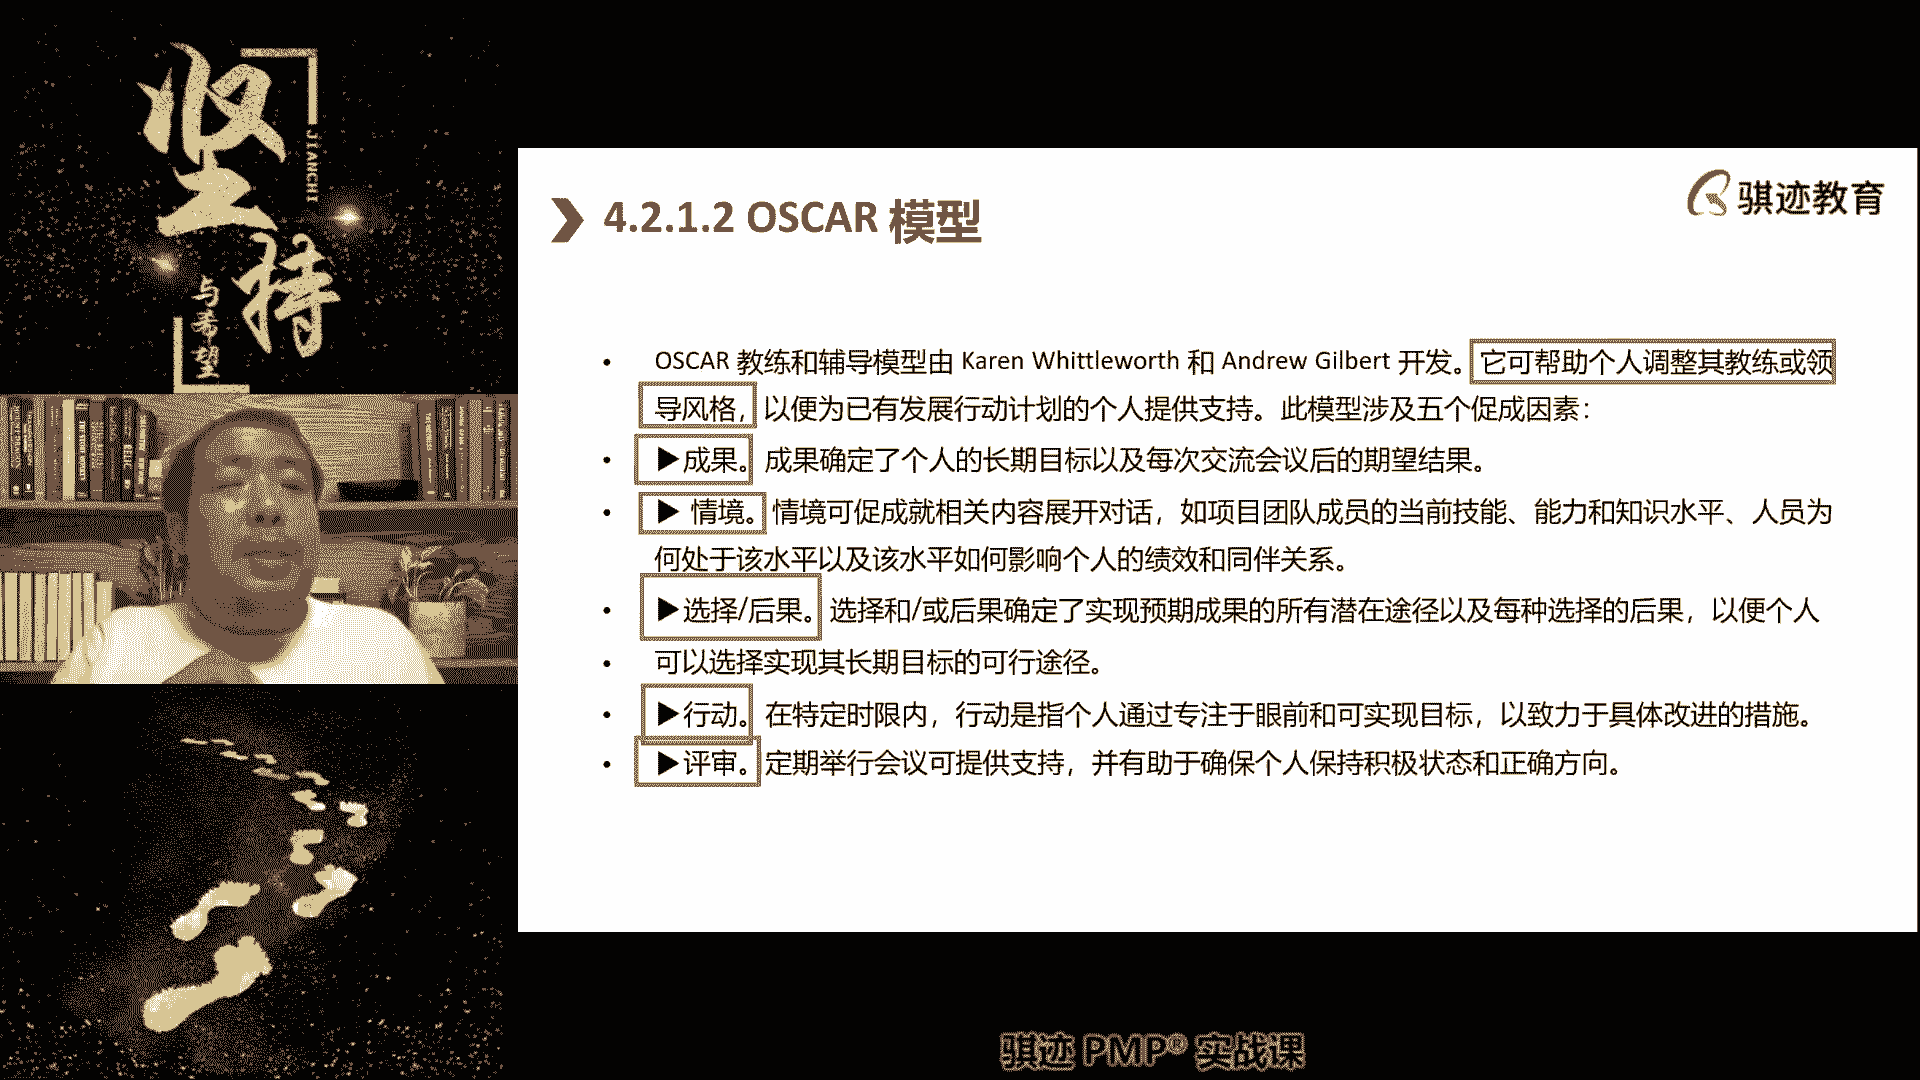 坚持
JIANCHI
与希望
骐迹教育
4.2.1.2 OSCAR 模型
• OSCAR 教练和辅导模型由 Karen Whittleworth 和 Andrew Gilbert 开发。它可帮助个人调整其教练或领
导风格，以便为已有发展行动计划的个人提供支持。此模型涉及五个促成因素：
• ▶成果。成果确定了个人的长期目标以及每次交流会议后的期望结果。
• ▶ 情境。情境可促成就相关内容展开对话，如项目团队成员的当前技能、能力和知识水平、人员为
何处于该水平以及该水平如何影响个人的绩效和同伴关系。
• ▶选择/后果。选择和/或后果确定了实现预期成果的所有潜在途径以及每种选择的后果，以便个人
• 可以选择实现其长期目标的可行途径。
• ▶行动。在特定时限内，行动是指个人通过专注于眼前和可实现目标，以致力于具体改进的措施。
• ▶评审。定期举行会议可提供支持，并有助于确保个人保持积极状态和正确方向。
骐迹 PMP® 实战课